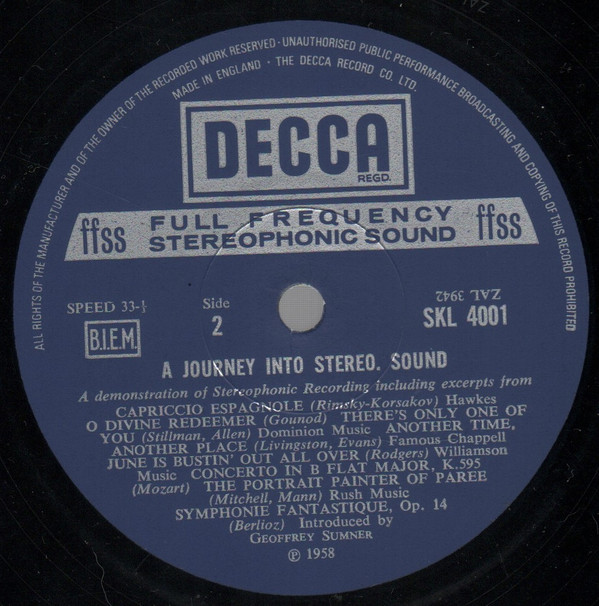 ALL RIGHTS OF THE MANUFACTURER AND OF THE OWNER OF THE RECORDED WORK RESERVED · UNAUTHORISED PUBLIC PERFORMANCE BROADCASTING AND COPYING OF THIS RECORD PROHIBITED
MADE IN ENGLAND · THE DECCA RECORD CO. LTD.
DECCA
REGD.
ffss FULL FREQUENCY STEREOPHONIC SOUND ffss
SPEED 33-⅓
B.I.E.M.
Side
2
ZAL 3942
SKL 4001
A JOURNEY INTO STEREO. SOUND
A demonstration of Stereophonic Recording including excerpts from
CAPRICCIO ESPAGNOLE (Rimsky-Korsakov) Hawkes
O DIVINE REDEEMER (Gounod) THERE'S ONLY ONE OF
YOU (Stillman, Allen) Dominion Music ANOTHER TIME,
ANOTHER PLACE (Livingston, Evans) Famous Chappell
JUNE IS BUSTIN' OUT ALL OVER (Rodgers) Williamson
Music CONCERTO IN B FLAT MAJOR, K.595
(Mozart) THE PORTRAIT PAINTER OF PAREE
(Mitchell, Mann) Rush Music
SYMPHONIE FANTASTIQUE, Op. 14
(Berlioz) Introduced by
GEOFFREY SUMNER
℗ 1958